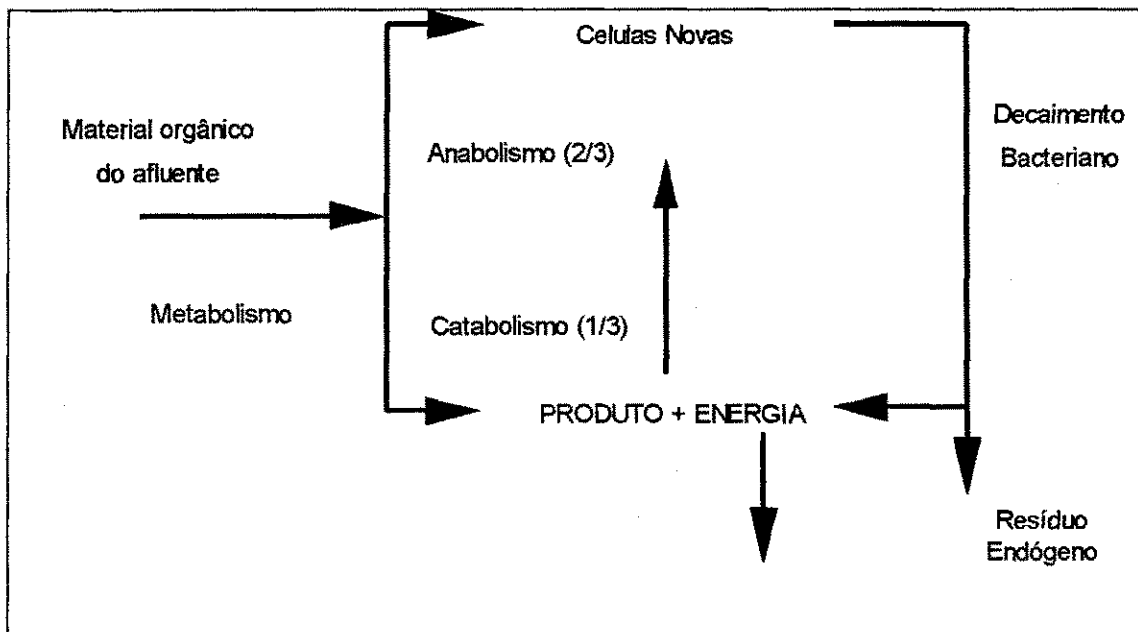 Celulas Novas
Material orgânico
do afluente
Anabolismo (2/3)
Decaimento
Bacteriano
Metabolismo
Catabolismo (1/3)
PRODUTO + ENERGIA
Resíduo
Endógeno